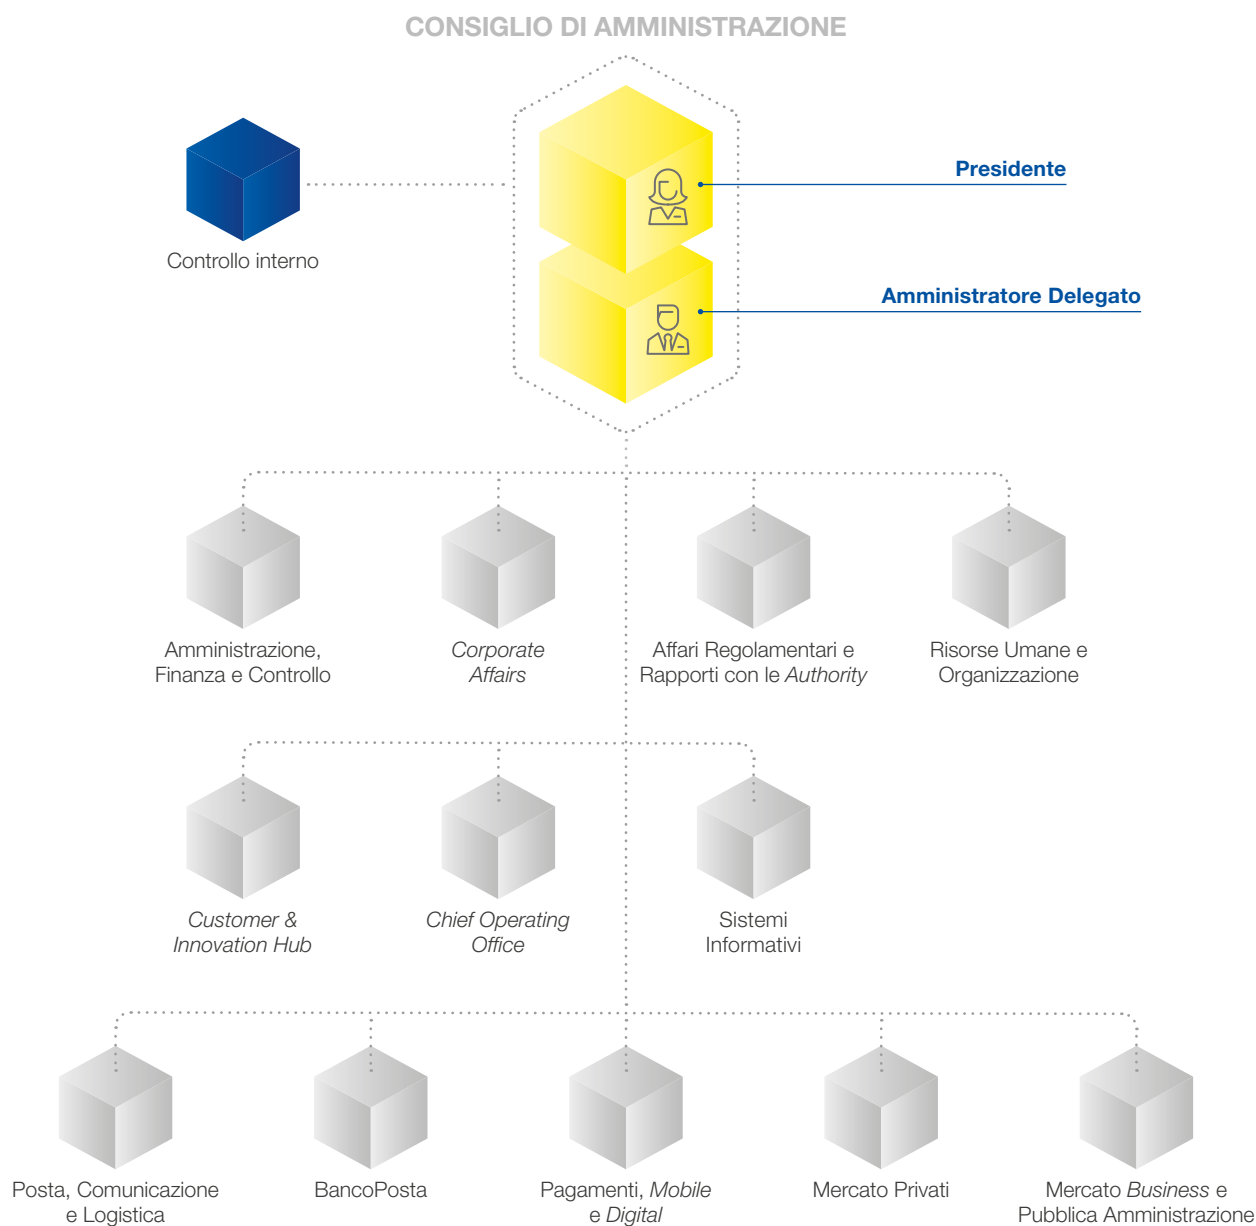 CONSIGLIO DI AMMINISTRAZIONE
Presidente
Controllo interno
Amministratore Delegato
Amministrazione,
Finanza e Controllo
Corporate
Affairs
Affari Regolamentari e
Rapporti con le Authority
Risorse Umane e
Organizzazione
Customer &
Innovation Hub
Chief Operating
Office
Sistemi
Informativi
Posta, Comunicazione
e Logistica
BancoPosta
Pagamenti, Mobile
e Digital
Mercato Privati
Mercato Business e
Pubblica Amministrazione